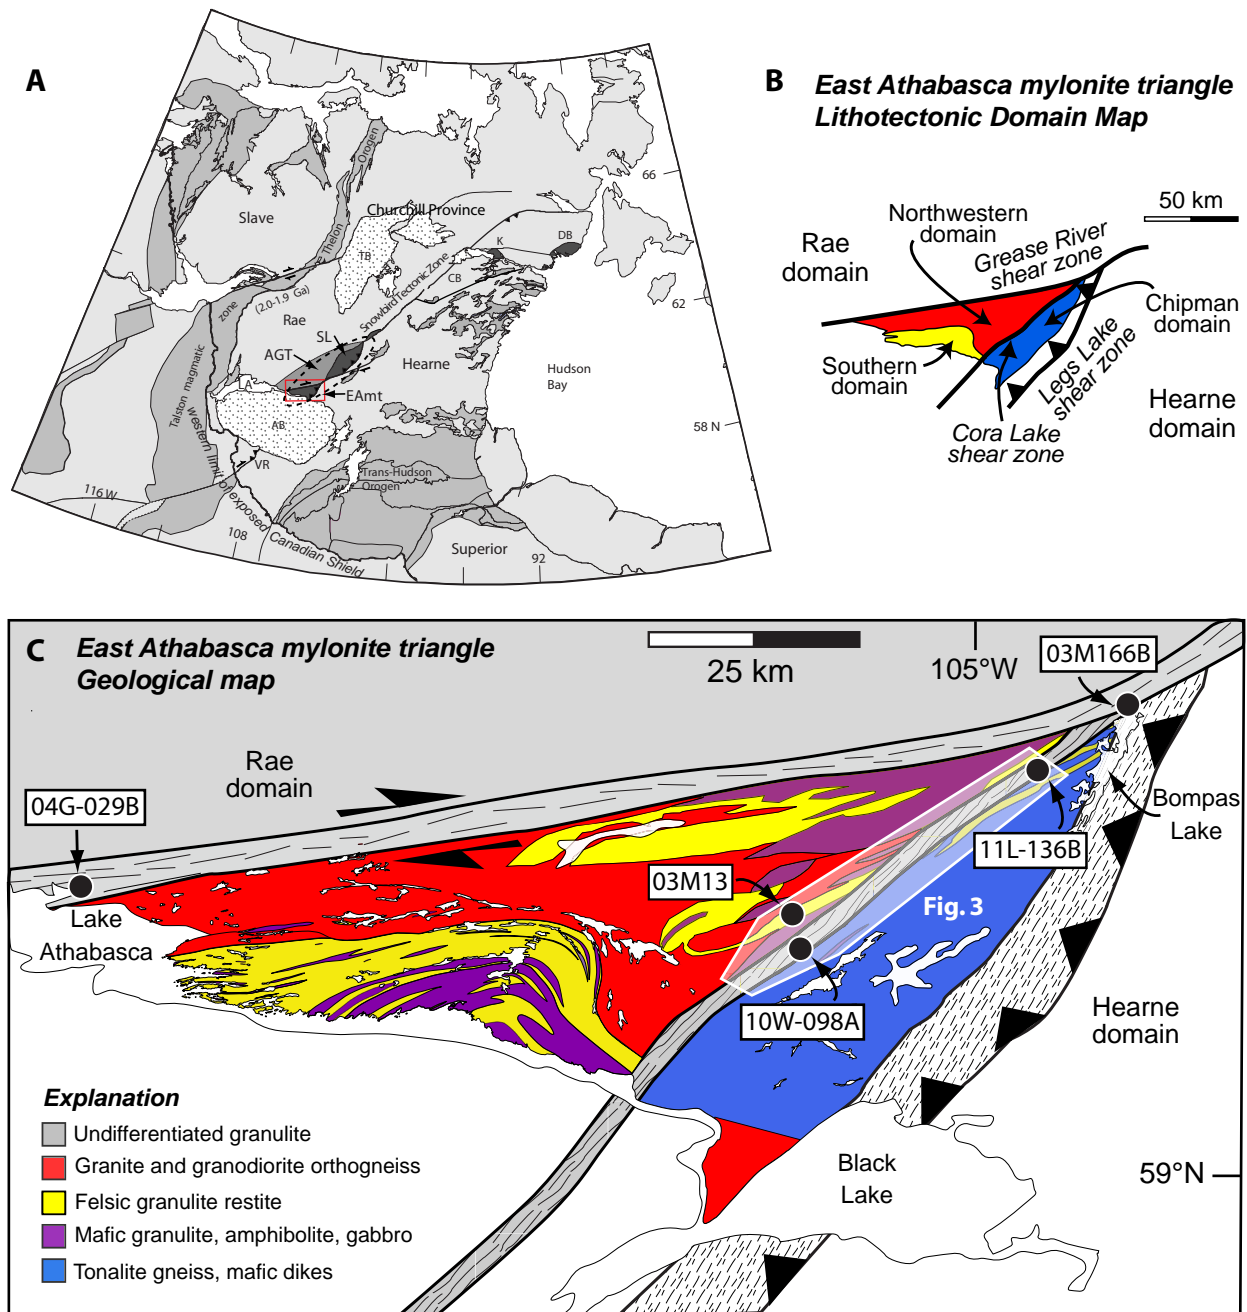 A
Slave
Thelon
Orogen
Churchill Province
66
TB
K
DB
CB
62
Snowbird Tectonic Zone
zone
(2.0-1.9 Ga)
Rae
SL
AGT
Hearne
Hudson
Bay
A
EAmt
AB
58 N
Talston magmatic
VR
Trans-Hudson
Orogen
western limit of exposed Canadian Shield
116 W
108
Superior
92
B
East Athabasca mylonite triangle
Lithotectonic Domain Map
50 km
Northwestern
domain
Rae
domain
Grease River
shear zone
Chipman
domain
Southern
domain
Legs Lake
shear zone
Hearne
domain
Cora Lake
shear zone
C
East Athabasca mylonite triangle
Geological map
25 km
105°W
03M166B
Rae
domain
04G-029B
Bompas
Lake
11L-136B
03M13
Fig. 3
Lake
Athabasca
10W-098A
Hearne
domain
Explanation
Undifferentiated granulite
Granite and granodiorite orthogneiss
Felsic granulite restite
Mafic granulite, amphibolite, gabbro
Tonalite gneiss, mafic dikes
Black
Lake
59°N